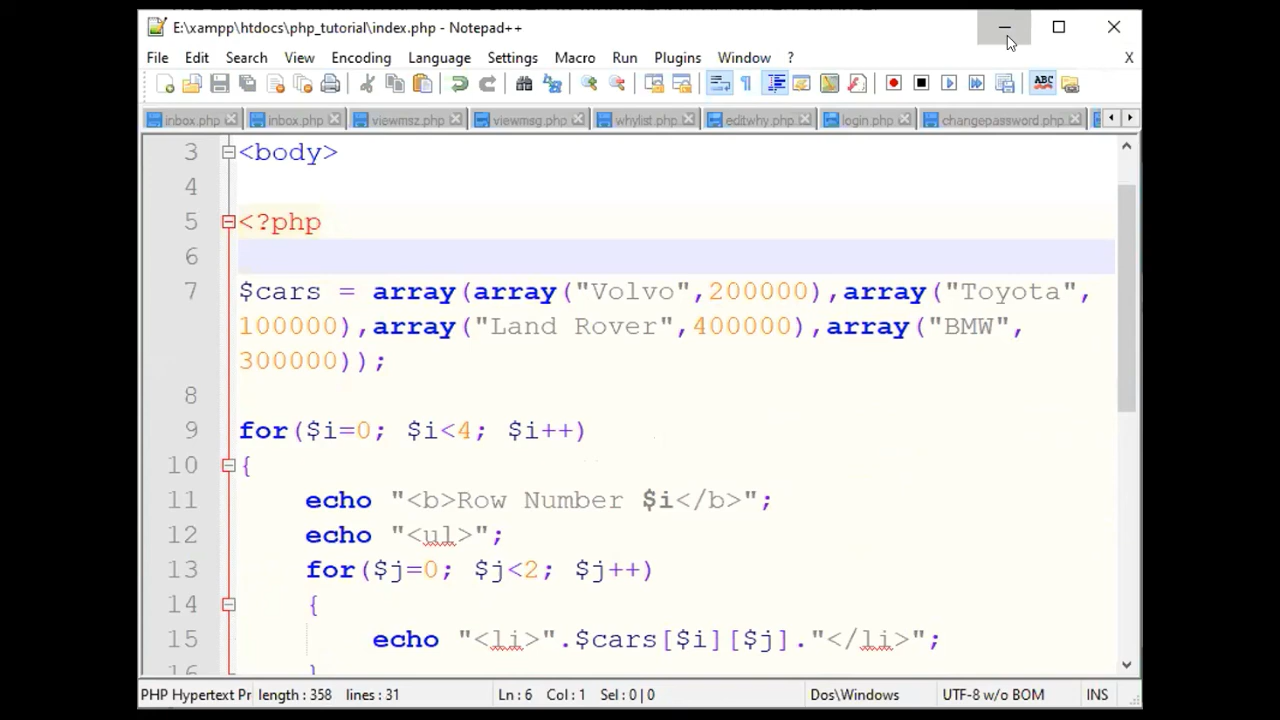 E:\xampp\htdocs\php_tutorial\index.php - Notepad++
File Edit Search View Encoding Language Settings Macro Run Plugins Window ? X
inbox.php inbox.php viewmsz.php viewmsg.php whylist.php editwhy.php login.php changepassword.php
3 <body>
4
5 <?php
6
7 $cars = array(array("Volvo",200000),array("Toyota",
100000),array("Land Rover",400000),array("BMW",
300000));
8
9 for($i=0; $i<4; $i++)
10 {
11 echo "<b>Row Number $i</b>";
12 echo "<ul>";
13 for($j=0; $j<2; $j++)
14 {
15 echo "<li>".$cars[$i][$j]."</li>";
16 }
PHP Hypertext Pr length : 358 lines : 31 Ln : 6 Col : 1 Sel : 0 | 0 Dos\Windows UTF-8 w/o BOM INS